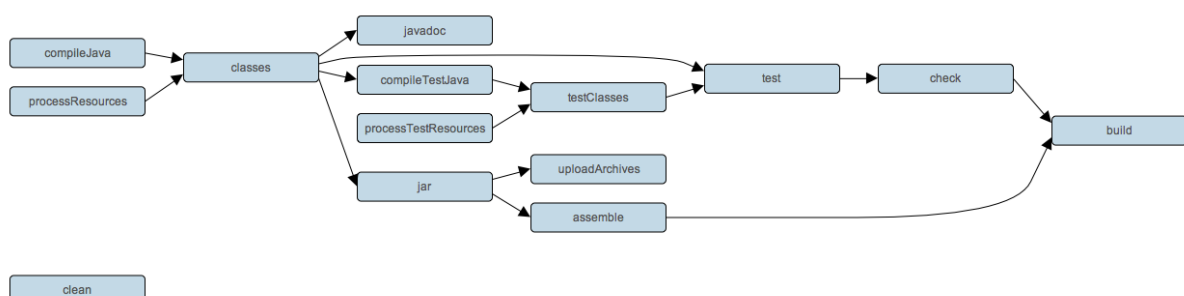 javadoc
compileJava
classes
compileTestJava
test
check
processResources
testClasses
processTestResources
build
uploadArchives
jar
assemble
clean